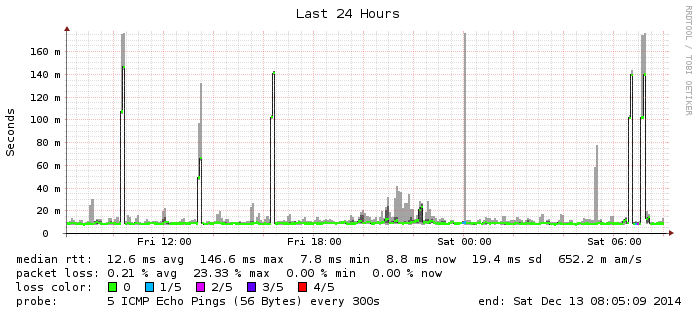 Last 24 Hours
RRDTOOL / TOBI OETIKER
Seconds
160 m
140 m
120 m
100 m
80 m
60 m
40 m
20 m
0
Fri 12:00 Fri 18:00 Sat 00:00 Sat 06:00
median rtt: 12.6 ms avg 146.6 ms max 7.8 ms min 8.8 ms now 19.4 ms sd 652.2 m am/s
packet loss: 0.21 % avg 23.33 % max 0.00 % min 0.00 % now
loss color: 0 1/5 2/5 3/5 4/5
probe: 5 ICMP Echo Pings (56 Bytes) every 300s end: Sat Dec 13 08:05:09 2014